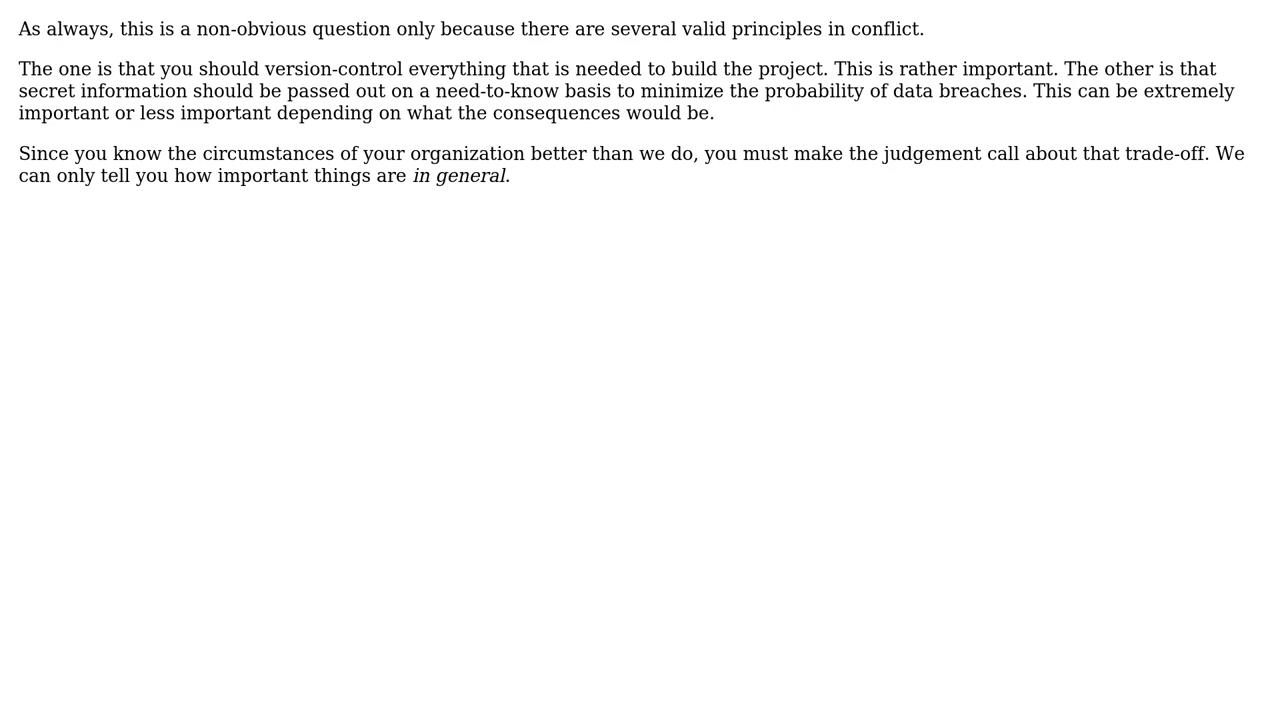 As always, this is a non-obvious question only because there are several valid principles in conflict.
The one is that you should version-control everything that is needed to build the project. This is rather important. The other is that
secret information should be passed out on a need-to-know basis to minimize the probability of data breaches. This can be extremely
important or less important depending on what the consequences would be.
Since you know the circumstances of your organization better than we do, you must make the judgement call about that trade-off. We
can only tell you how important things are in general.